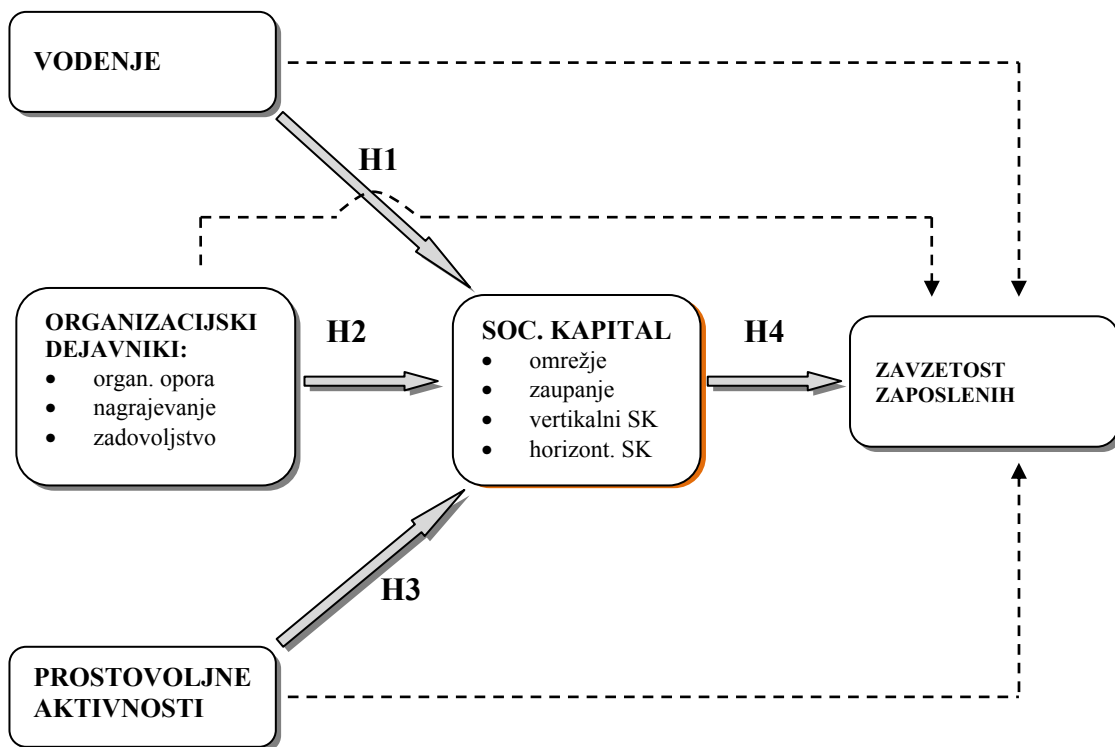 VODENJE
H1
ORGANIZACIJSKI
DEJAVNIKI:
• organ. opora
• nagrajevanje
• zadovoljstvo
H2
SOC. KAPITAL
• omrežje
• zaupanje
• vertikalni SK
• horizont. SK
H4
ZAVZETOST
ZAPOSLENIH
H3
PROSTOVOLJNE
AKTIVNOSTI